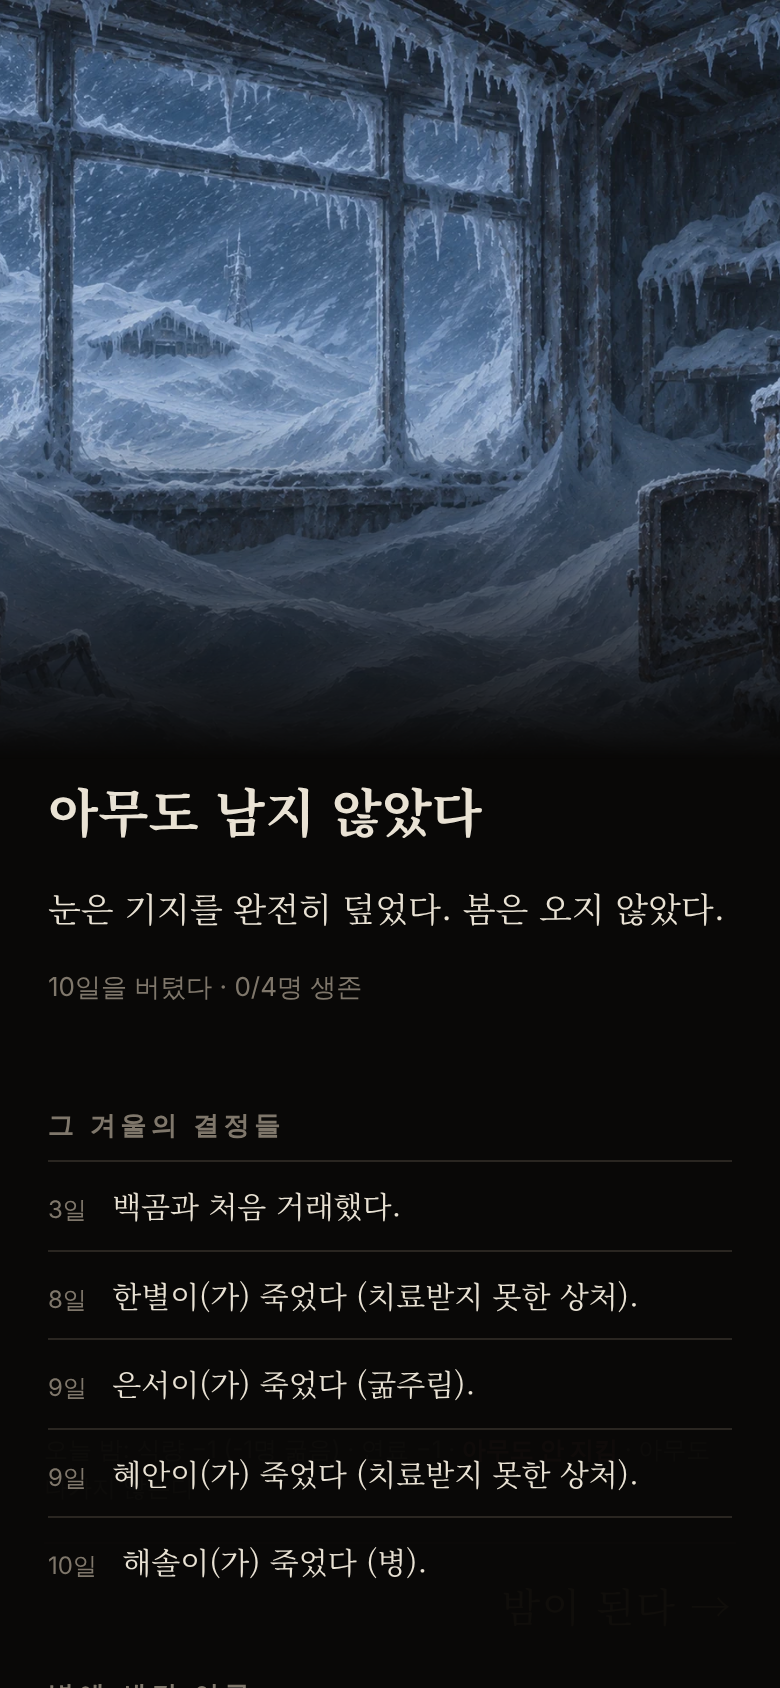 아무도 남지 않았다
눈은 기지를 완전히 덮었다. 봄은 오지 않았다.
10일을 버텼다 · 0/4명 생존
그 겨울의 결정들
3일 백곰과 처음 거래했다.
8일 한별이(가) 죽었다 (치료받지 못한 상처).
9일 은서이(가) 죽었다 (굶주림).
9일 혜안이(가) 죽었다 (치료받지 못한 상처).
10일 해솔이(가) 죽었다 (병).
밤이 된다 →